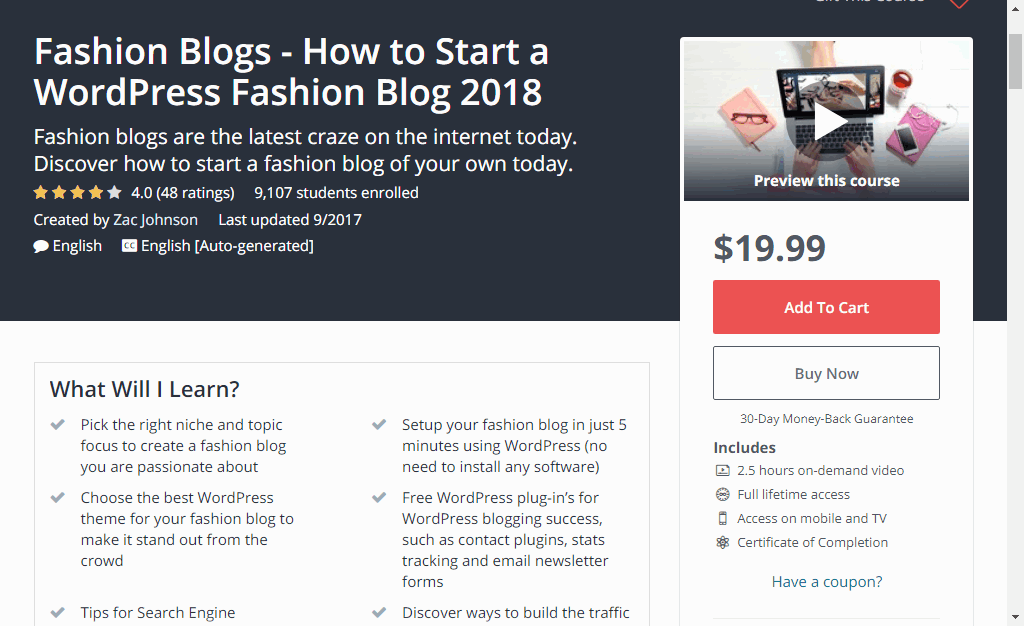 Gift This Course
Fashion Blogs - How to Start a
WordPress Fashion Blog 2018
Fashion blogs are the latest craze on the internet today.
Discover how to start a fashion blog of your own today.
4.0 (48 ratings) 9,107 students enrolled
Created by Zac Johnson Last updated 9/2017
English CC English [Auto-generated]
Preview this course
$19.99
Add To Cart
Buy Now
30-Day Money-Back Guarantee
Includes
2.5 hours on-demand video
Full lifetime access
Access on mobile and TV
Certificate of Completion
Have a coupon?
What Will I Learn?
Pick the right niche and topic
focus to create a fashion blog
you are passionate about
Choose the best WordPress
theme for your fashion blog to
make it stand out from the
crowd
Tips for Search Engine
Setup your fashion blog in just 5
minutes using WordPress (no
need to install any software)
Free WordPress plug-in’s for
WordPress blogging success,
such as contact plugins, stats
tracking and email newsletter
forms
Discover ways to build the traffic